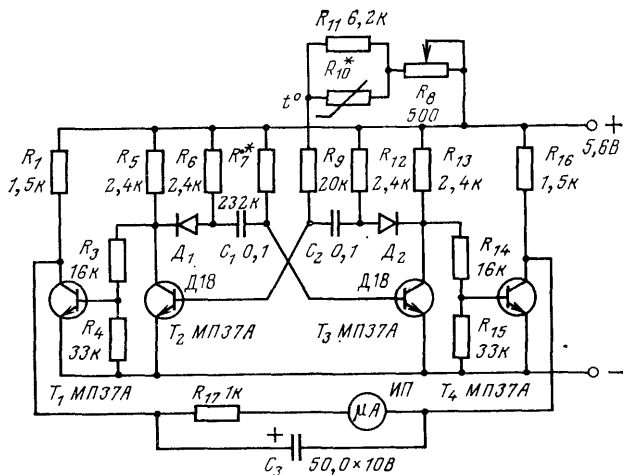 R11 6,2к
R10*
t°
R8
500
+
5,6В
R1
1,5к
R5
2,4к
R6
2,4к
R7*
232к
R9
20к
R12
2,4к
R13
2,4к
R16
1,5к
R3
16к
Д1
C1 0,1
C2 0,1
Д2
R14
16к
Д18
Д18
R4
33к
T2 МП37А
T3 МП37А
R15
33к
T1 МП37А
R17 1к
μA
ИП
T4 МП37А
−
+
C3
50,0×10В